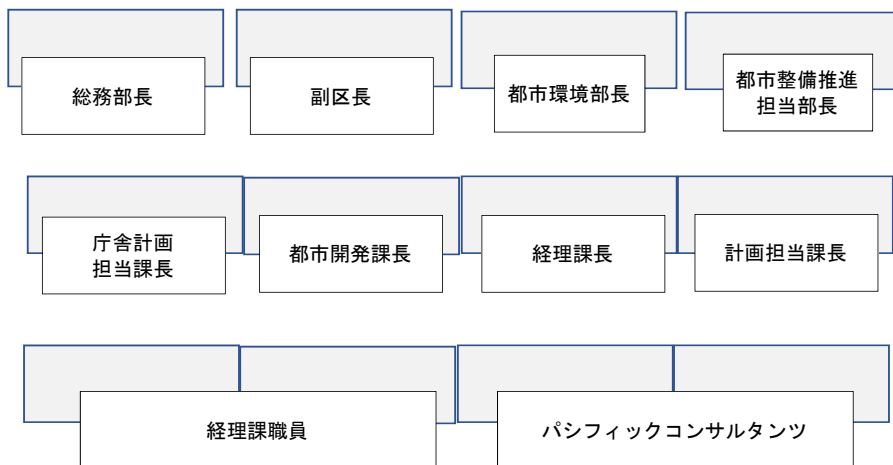 総務部長
副区長
都市環境部長
都市整備推進
担当部長
庁舎計画
担当課長
都市開発課長
経理課長
計画担当課長
経理課職員
パシフィックコンサルタンツ